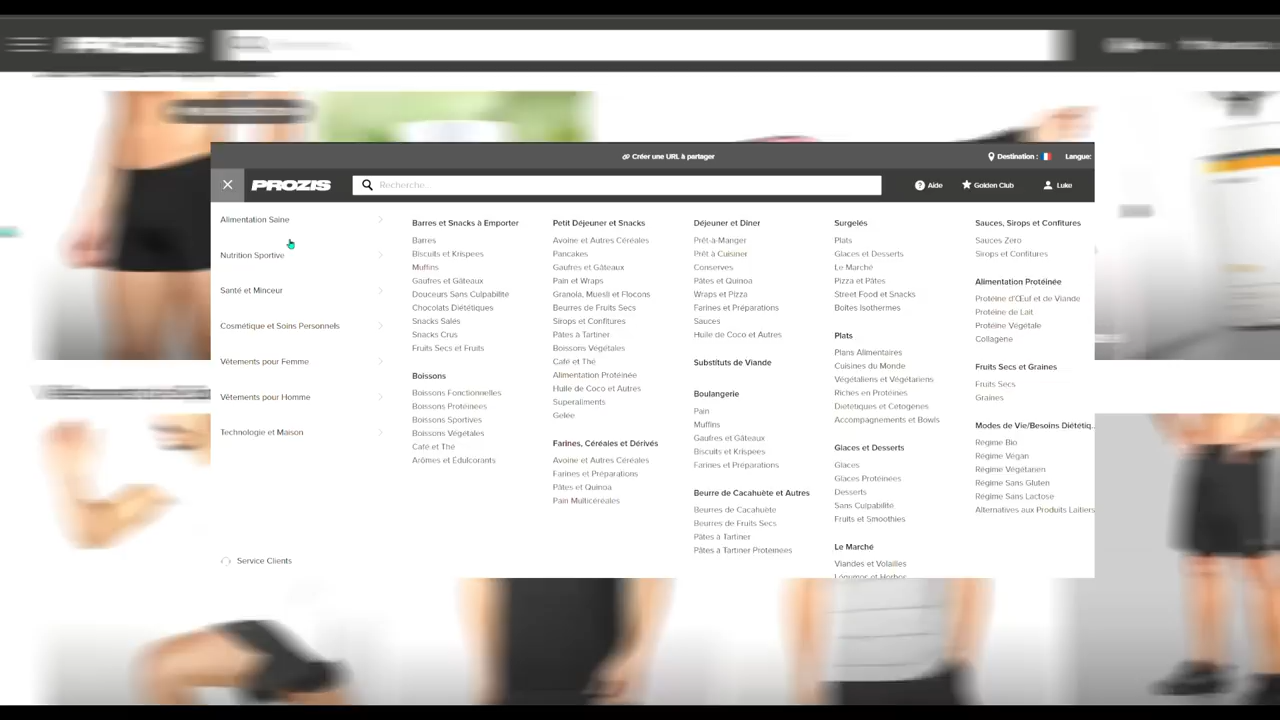 Créer une URL à partager
Destination :
Langue:
PROZIS
Recherche...
Aide
Golden Club
Luke
Alimentation Saine
Nutrition Sportive
Santé et Minceur
Cosmétique et Soins Personnels
Vêtements pour Femme
Vêtements pour Homme
Technologie et Maison
Service Clients
Barres et Snacks à Emporter
Barres
Biscuits et Krispees
Muffins
Gaufres et Gâteaux
Douceurs Sans Culpabilité
Chocolats Diététiques
Snacks Salés
Snacks Crus
Fruits Secs et Fruits
Boissons
Boissons Fonctionnelles
Boissons Protéinées
Boissons Sportives
Boissons Végétales
Café et Thé
Arômes et Édulcorants
Petit Déjeuner et Snacks
Avoine et Autres Céréales
Pancakes
Gaufres et Gâteaux
Pain et Wraps
Granola, Muesli et Flocons
Beurres de Fruits Secs
Sirops et Confitures
Pâtes à Tartiner
Boissons Végétales
Café et Thé
Alimentation Protéinée
Huile de Coco et Autres
Superaliments
Gelée
Farines, Céréales et Dérivés
Avoine et Autres Céréales
Farines et Préparations
Pâtes et Quinoa
Pain Multicéréales
Déjeuner et Dîner
Prêt-à-Manger
Prêt à Cuisiner
Conserves
Pâtes et Quinoa
Wraps et Pizza
Farines et Préparations
Sauces
Huile de Coco et Autres
Substituts de Viande
Boulangerie
Pain
Muffins
Gaufres et Gâteaux
Biscuits et Krispees
Farines et Préparations
Beurre de Cacahuète et Autres
Beurres de Cacahuète
Beurres de Fruits Secs
Pâtes à Tartiner
Pâtes à Tartiner Protéinées
Surgelés
Plats
Glaces et Desserts
Le Marché
Pizza et Pâtes
Street Food et Snacks
Boîtes Isothermes
Plats
Plans Alimentaires
Cuisines du Monde
Végétaliens et Végétariens
Riches en Protéines
Diététiques et Cétogènes
Accompagnements et Bowls
Glaces et Desserts
Glaces
Glaces Protéinées
Desserts
Sans Culpabilité
Fruits et Smoothies
Le Marché
Viandes et Volailles
Légumes et Herbes
Sauces, Sirops et Confitures
Sauces Zero
Sirops et Confitures
Alimentation Protéinée
Protéine d'Œuf et de Viande
Protéine de Lait
Protéine Végétale
Collagène
Fruits Secs et Graines
Fruits Secs
Graines
Modes de Vie/Besoins Diététiq...
Régime Bio
Régime Végan
Régime Végétarien
Régime Sans Gluten
Régime Sans Lactose
Alternatives aux Produits Laitiers